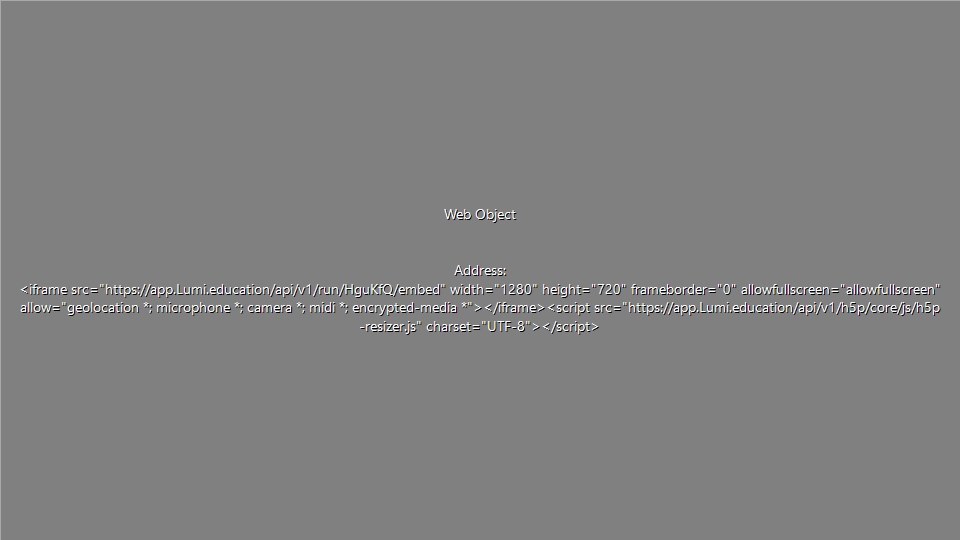 Web Object
Address:
<iframe src="https://app.Lumi.education/api/v1/run/HguKfQ/embed" width="1280" height="720" frameborder="0" allowfullscreen="allowfullscreen"
allow="geolocation *; microphone *; camera *; midi *; encrypted-media *"></iframe><script src="https://app.Lumi.education/api/v1/h5p/core/js/h5p
-resizer.js" charset="UTF-8"></script>